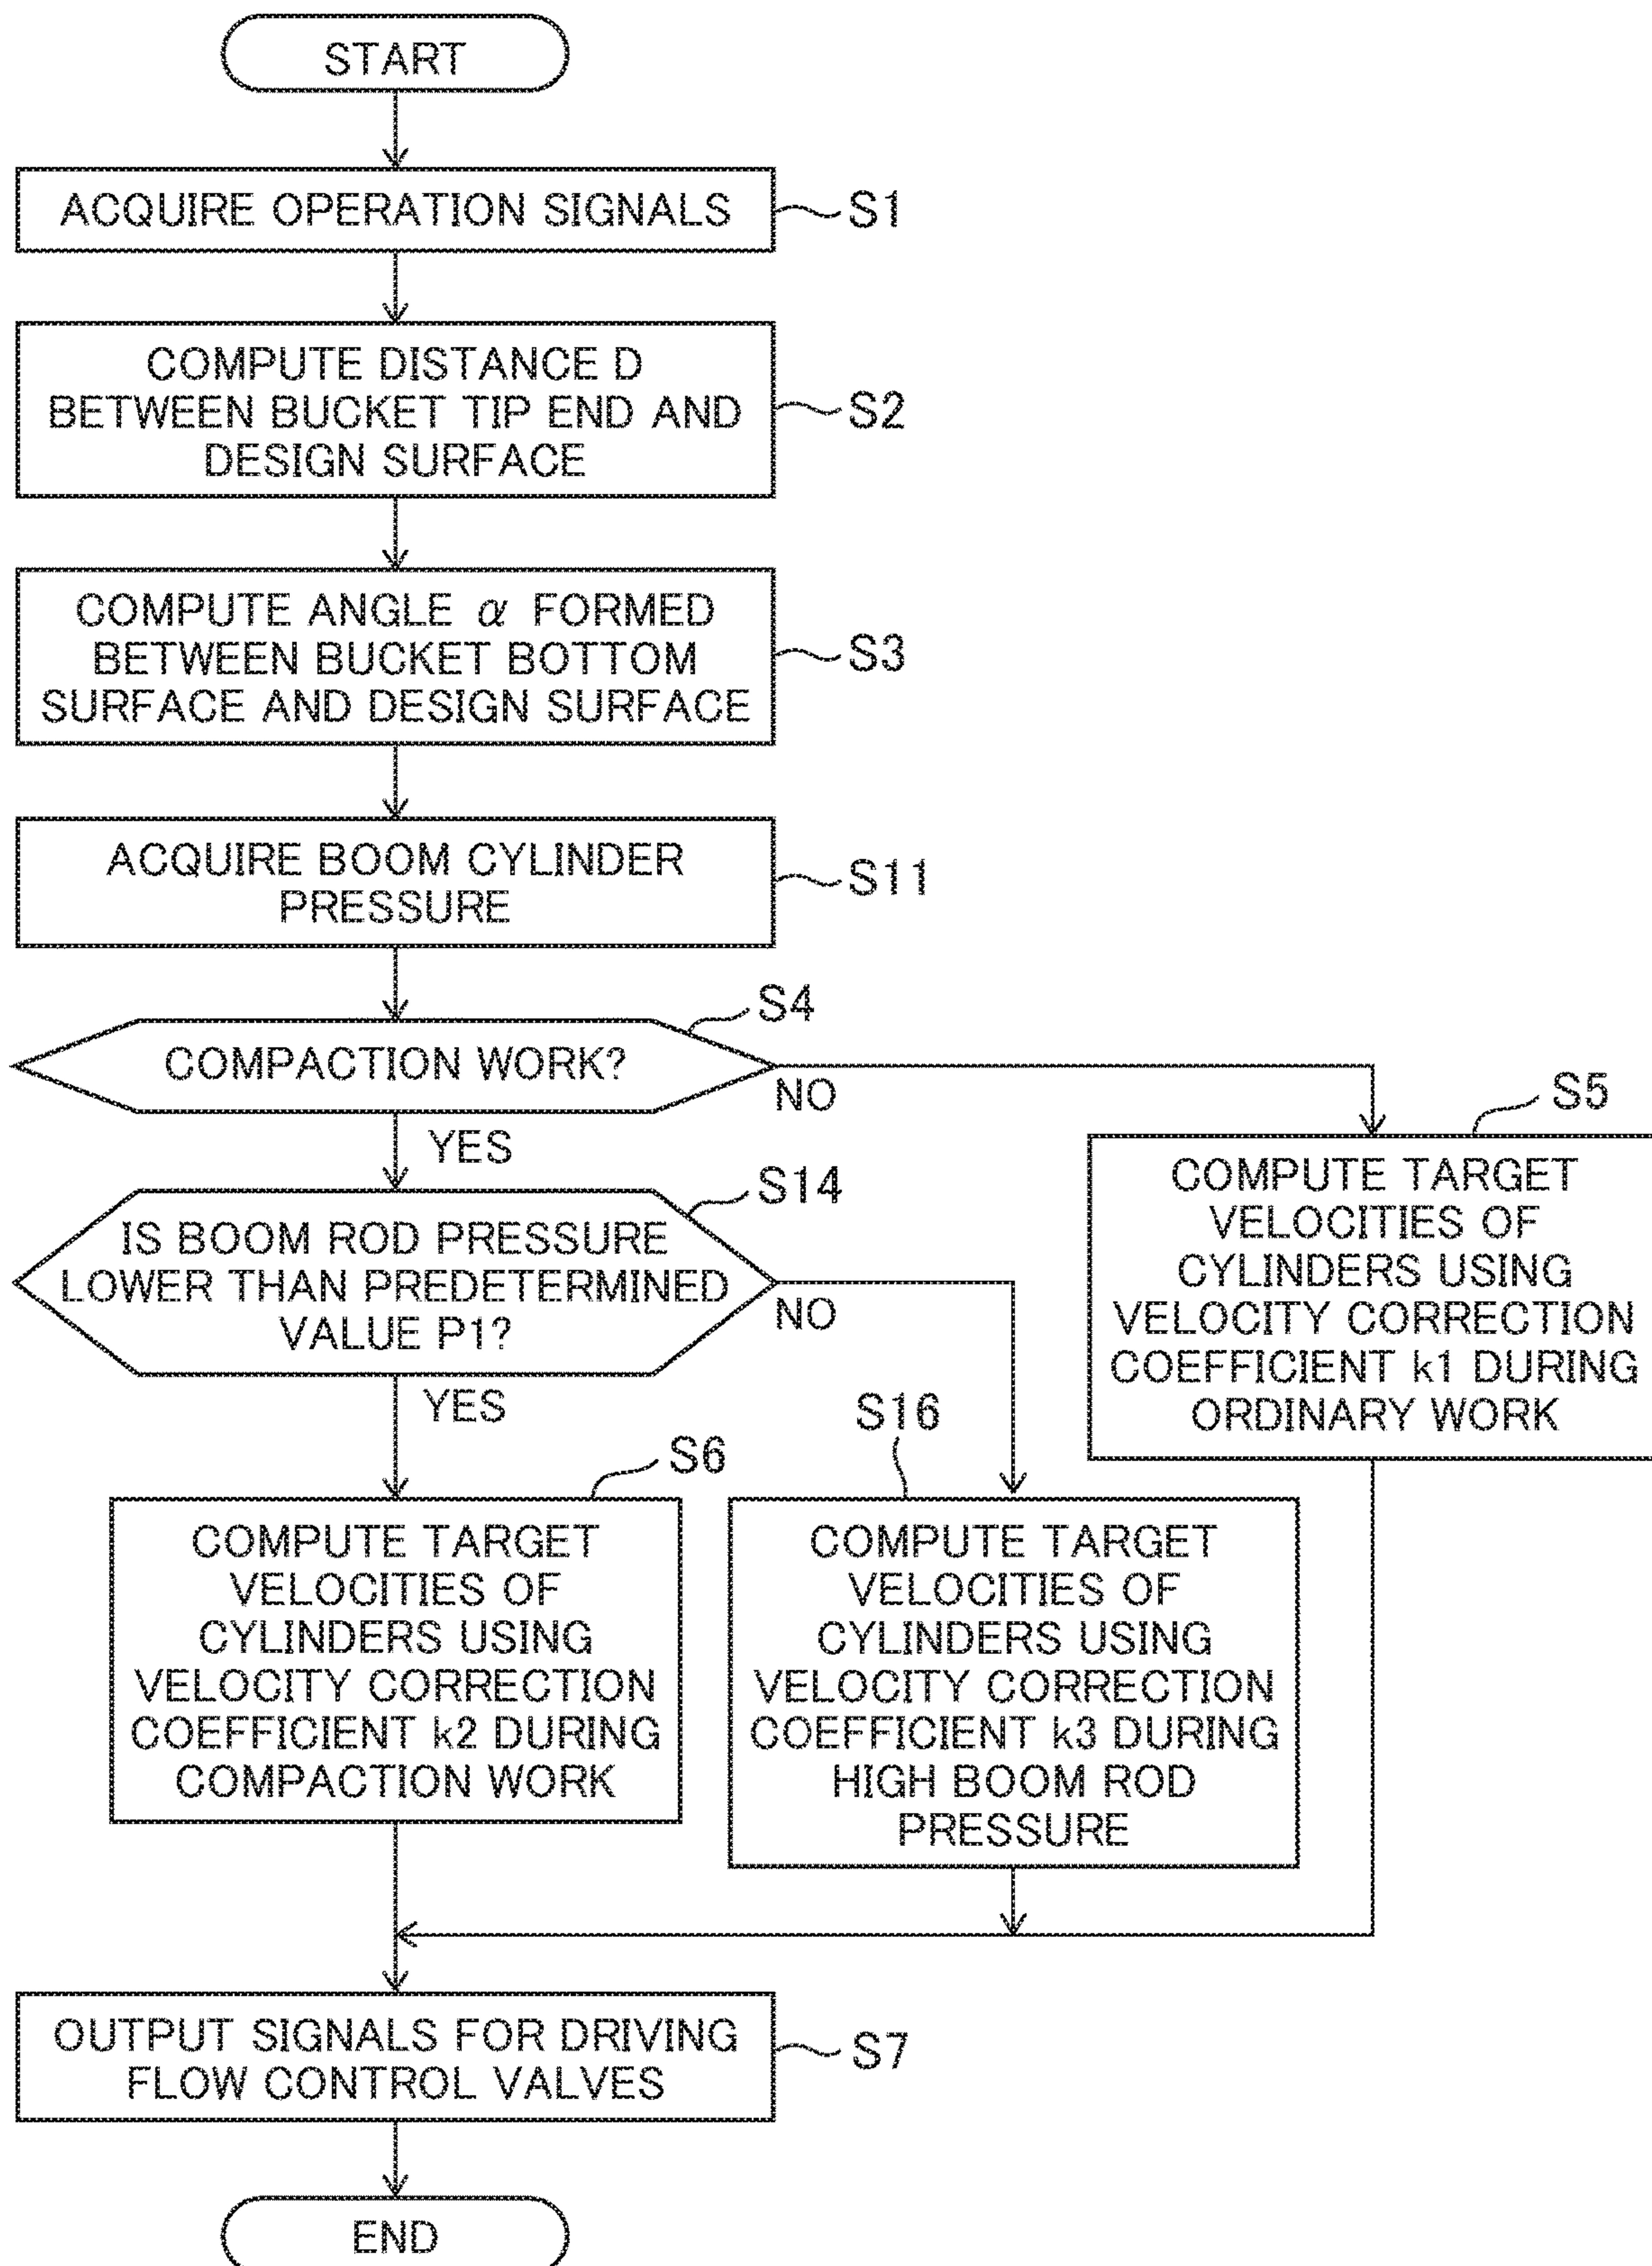 START
ACQUIRE OPERATION SIGNALS
S1
COMPUTE DISTANCE D
BETWEEN BUCKET TIP END AND
DESIGN SURFACE
S2
COMPUTE ANGLE α FORMED
BETWEEN BUCKET BOTTOM
SURFACE AND DESIGN SURFACE
S3
ACQUIRE BOOM CYLINDER
PRESSURE
S11
S4
COMPACTION WORK?
NO
YES
S5
COMPUTE TARGET
VELOCITIES OF
CYLINDERS USING
VELOCITY CORRECTION
COEFFICIENT k1 DURING
ORDINARY WORK
S14
IS BOOM ROD PRESSURE
LOWER THAN PREDETERMINED
VALUE P1?
NO
YES
S6
COMPUTE TARGET
VELOCITIES OF
CYLINDERS USING
VELOCITY CORRECTION
COEFFICIENT k2 DURING
COMPACTION WORK
S16
COMPUTE TARGET
VELOCITIES OF
CYLINDERS USING
VELOCITY CORRECTION
COEFFICIENT k3 DURING
HIGH BOOM ROD
PRESSURE
OUTPUT SIGNALS FOR DRIVING
FLOW CONTROL VALVES
S7
END